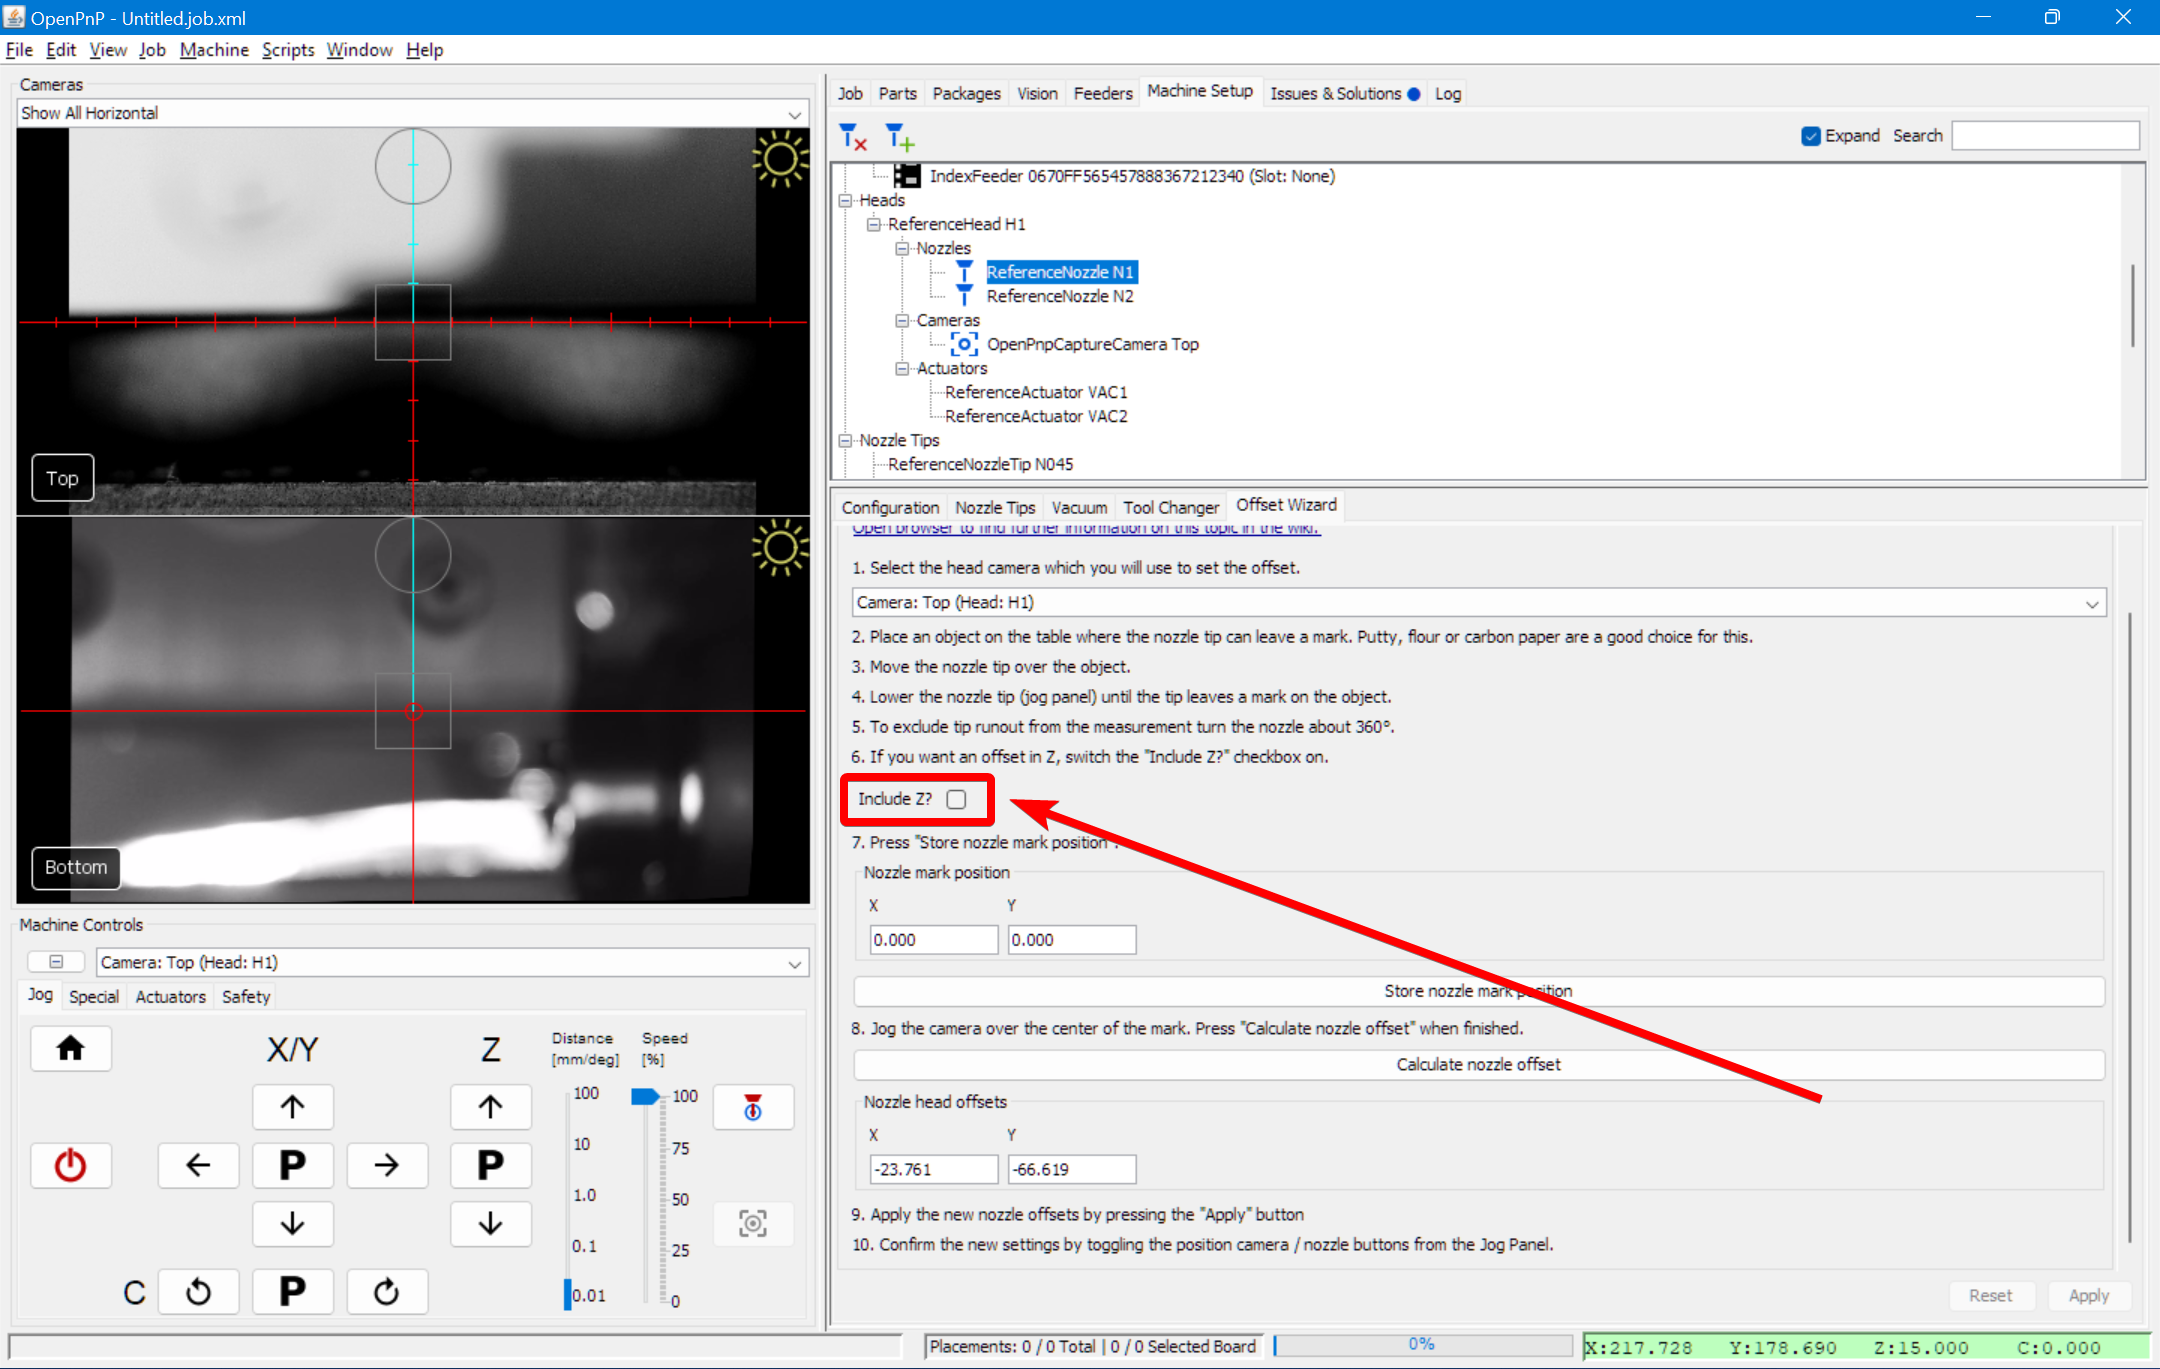 OpenPnP - Untitled.job.xml
File Edit View Job Machine Scripts Window Help
Cameras
Show All Horizontal
Top
Bottom
Machine Controls
Camera: Top (Head: H1)
Jog Special Actuators Safety
X/Y Z Distance [mm/deg] Speed [%]
100 100
10 75
P P
1.0 50
0.1 25
C P 0.01 0
Job Parts Packages Vision Feeders Machine Setup Issues & Solutions Log
Expand Search
IndexFeeder 0670FF565457888367212340 (Slot: None)
Heads
ReferenceHead H1
Nozzles
ReferenceNozzle N1
ReferenceNozzle N2
Cameras
OpenPnpCaptureCamera Top
Actuators
ReferenceActuator VAC1
ReferenceActuator VAC2
Nozzle Tips
ReferenceNozzleTip N045
Configuration Nozzle Tips Vacuum Tool Changer Offset Wizard
Open browser to find further information on this topic in the wiki.
1. Select the head camera which you will use to set the offset.
Camera: Top (Head: H1)
2. Place an object on the table where the nozzle tip can leave a mark. Putty, flour or carbon paper are a good choice for this.
3. Move the nozzle tip over the object.
4. Lower the nozzle tip (jog panel) until the tip leaves a mark on the object.
5. To exclude tip runout from the measurement turn the nozzle about 360°.
6. If you want an offset in Z, switch the "Include Z?" checkbox on.
Include Z?
7. Press "Store nozzle mark position".
Nozzle mark position
X Y
0.000 0.000
Store nozzle mark position
8. Jog the camera over the center of the mark. Press "Calculate nozzle offset" when finished.
Calculate nozzle offset
Nozzle head offsets
X Y
-23.761 -66.619
9. Apply the new nozzle offsets by pressing the "Apply" button
10. Confirm the new settings by toggling the position camera / nozzle buttons from the Jog Panel.
Reset Apply
Placements: 0 / 0 Total | 0 / 0 Selected Board 0% X:217.728 Y:178.690 Z:15.000 C:0.000